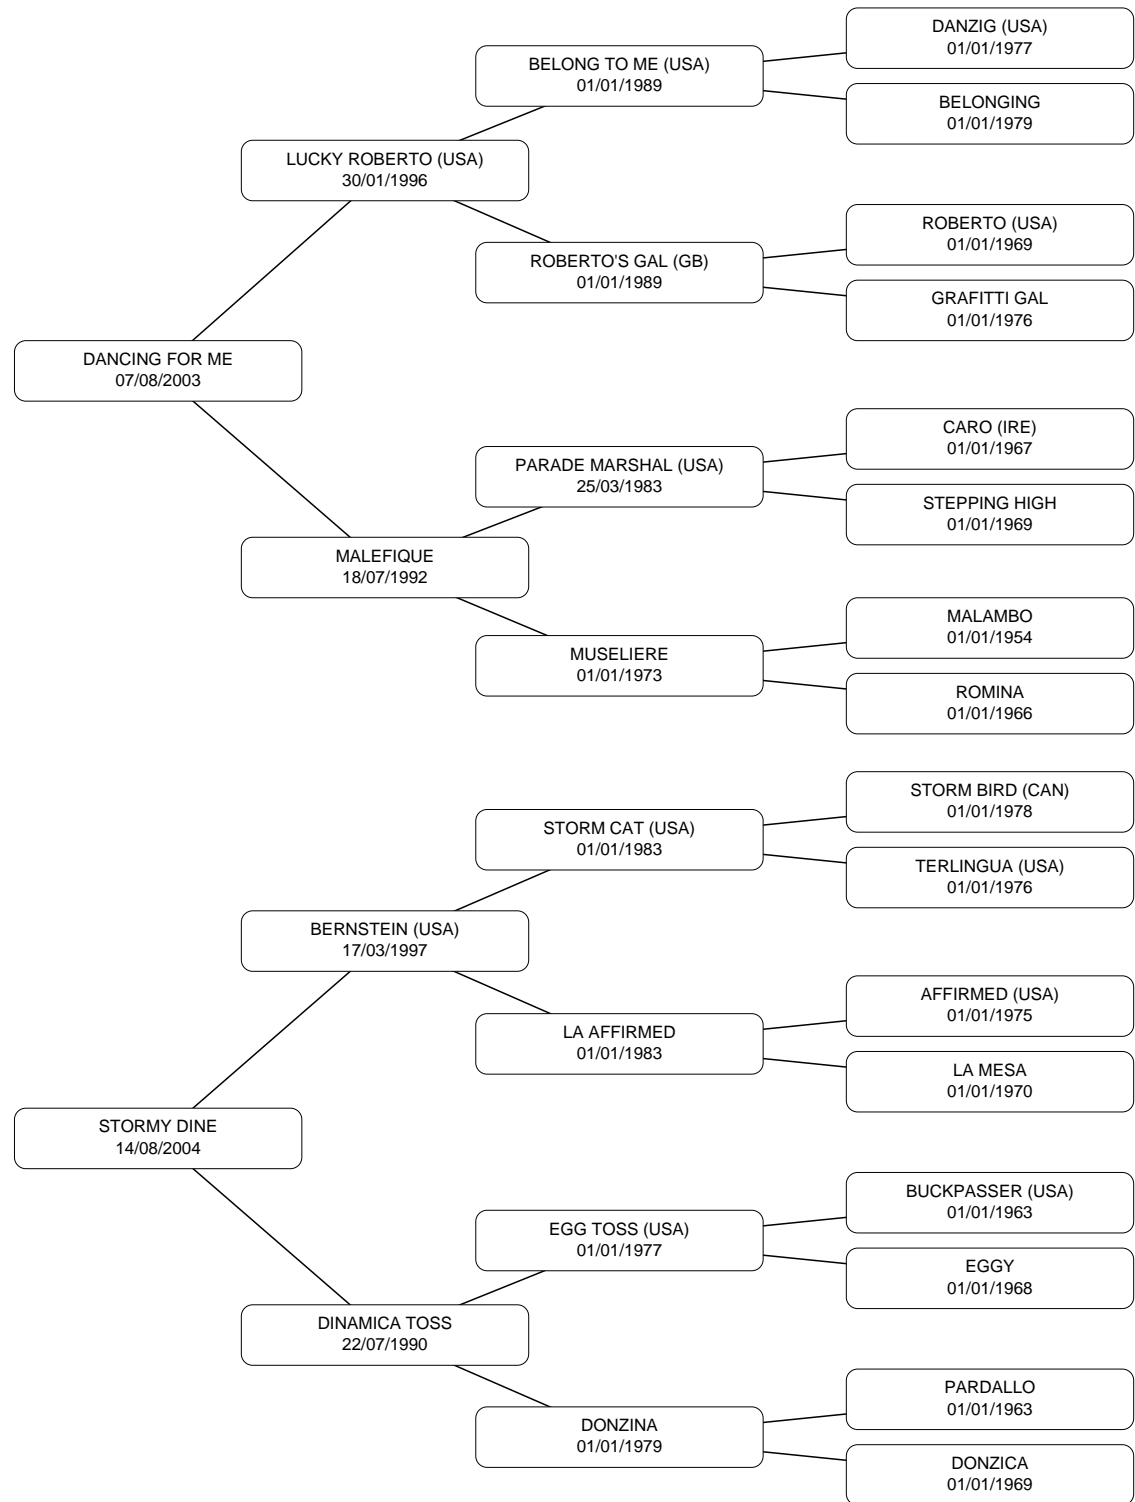 DANZIG (USA)
01/01/1977
BELONG TO ME (USA)
01/01/1989
BELONGING
01/01/1979
LUCKY ROBERTO (USA)
30/01/1996
ROBERTO (USA)
01/01/1969
ROBERTO'S GAL (GB)
01/01/1989
GRAFITTI GAL
01/01/1976
DANCING FOR ME
07/08/2003
CARO (IRE)
01/01/1967
PARADE MARSHAL (USA)
25/03/1983
STEPPING HIGH
01/01/1969
MALEFIQUE
18/07/1992
MALAMBO
01/01/1954
MUSELIERE
01/01/1973
ROMINA
01/01/1966
STORM BIRD (CAN)
01/01/1978
STORM CAT (USA)
01/01/1983
TERLINGUA (USA)
01/01/1976
BERNSTEIN (USA)
17/03/1997
AFFIRMED (USA)
01/01/1975
LA AFFIRMED
01/01/1983
LA MESA
01/01/1970
STORMY DINE
14/08/2004
BUCKPASSER (USA)
01/01/1963
EGG TOSS (USA)
01/01/1977
EGGY
01/01/1968
DINAMICA TOSS
22/07/1990
PARDALLO
01/01/1963
DONZINA
01/01/1979
DONZICA
01/01/1969